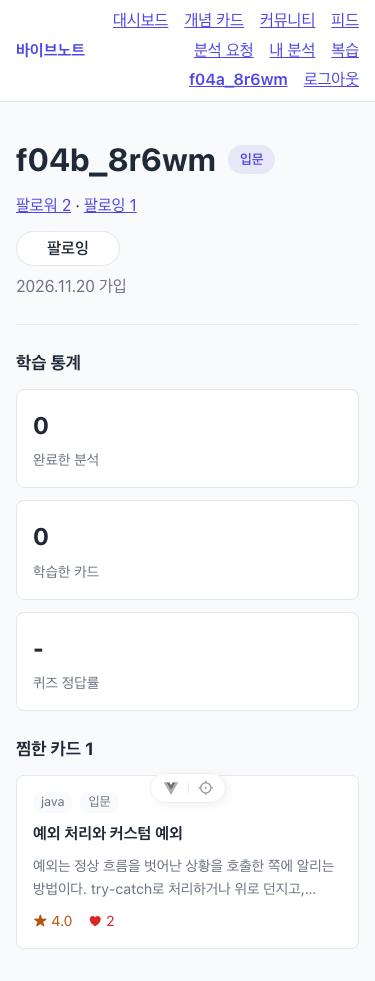 대시보드 개념 카드 커뮤니티 피드
바이브노트 분석 요청 내 분석 복습
f04a_8r6wm 로그아웃
f04b_8r6wm 입문
팔로워 2 · 팔로잉 1
팔로잉
2026.11.20 가입
학습 통계
0
완료한 분석
0
학습한 카드
-
퀴즈 정답률
찜한 카드 1
java 입문
예외 처리와 커스텀 예외
예외는 정상 흐름을 벗어난 상황을 호출한 쪽에 알리는
방법이다. try-catch로 처리하거나 위로 던지고,...
★ 4.0 ♥ 2